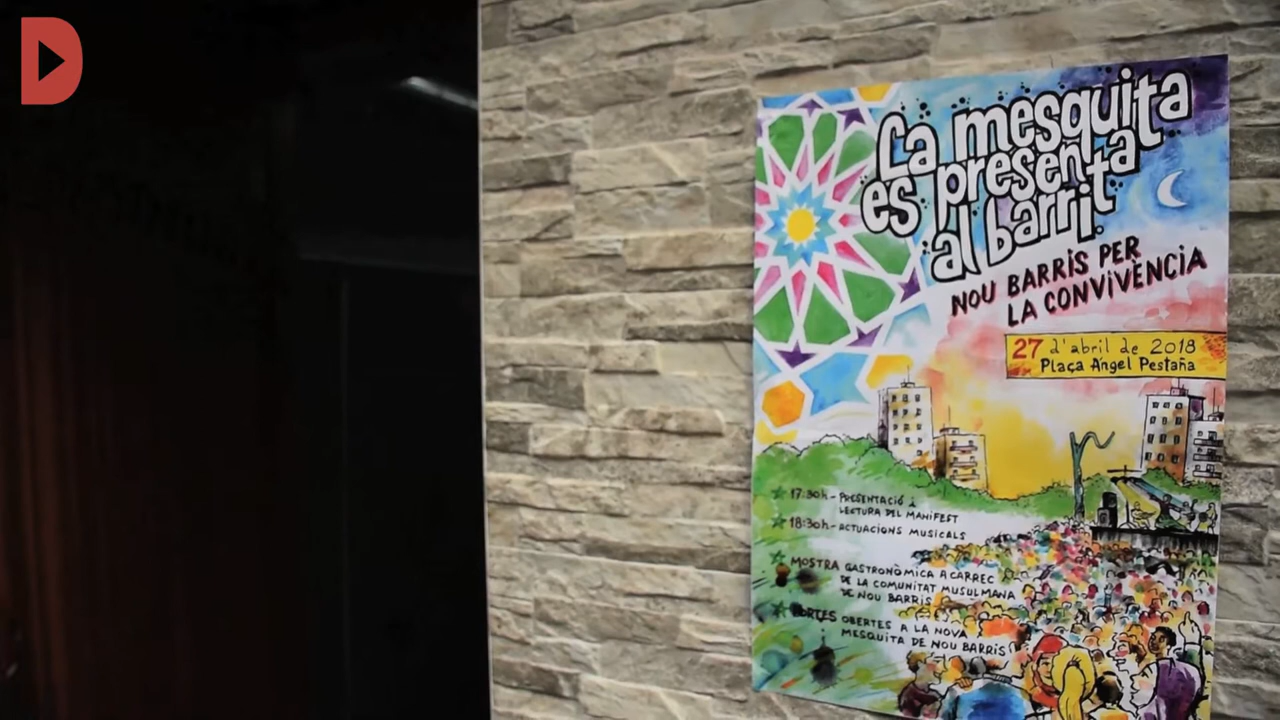 D
La mesquita
es presenta
al barri
NOU BARRIS PER
LA CONVIVÈNCIA
27 d'abril de 2018
Plaça Àngel Pestaña
17:30h - PRESENTACIÓ i
LECTURA DEL MANIFEST
18:30h - ACTUACIONS MUSICALS
MOSTRA GASTRONÒMICA A CARREC
DE LA COMUNITAT MUSULMANA
DE NOU BARRIS
PORTES OBERTES A LA NOVA
MESQUITA DE NOU BARRIS